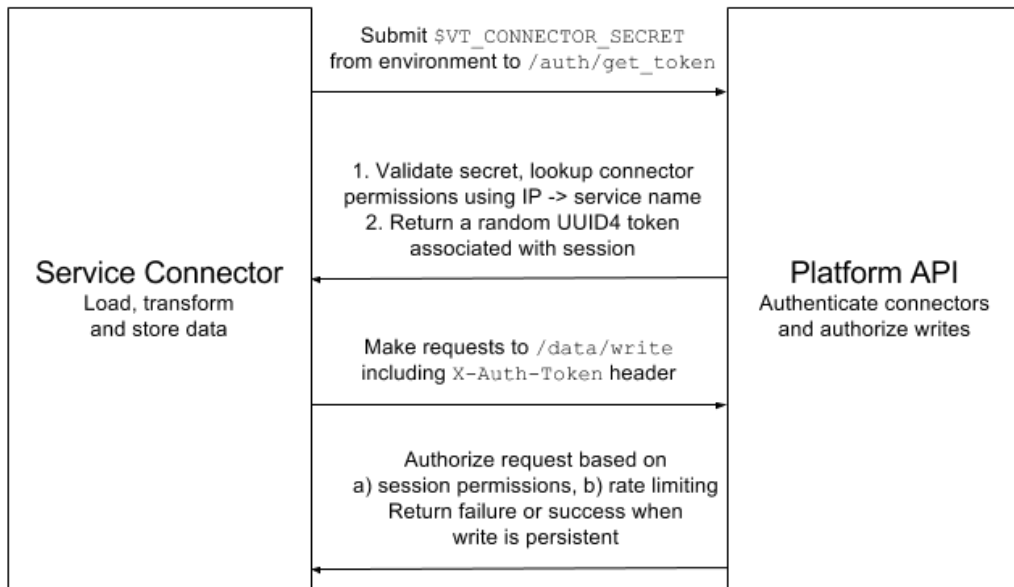 Submit $VT_CONNECTOR_SECRET
from environment to /auth/get_token
1. Validate secret, lookup connector
permissions using IP -> service name
2. Return a random UUID4 token
associated with session
Service Connector
Load, transform
and store data
Platform API
Authenticate connectors
and authorize writes
Make requests to /data/write
including X-Auth-Token header
Authorize request based on
a) session permissions, b) rate limiting
Return failure or success when
write is persistent